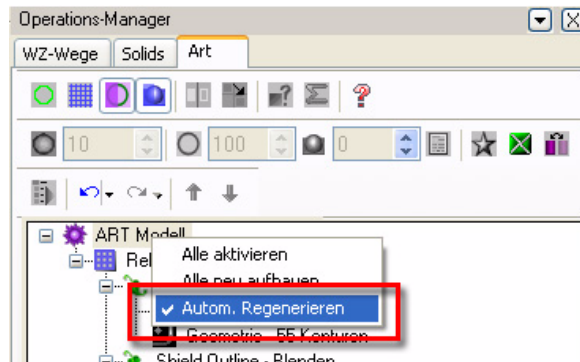 Operations-Manager
WZ-Wege Solids Art
10 100 0
ART Modell
Alle aktivieren
Rel
Alle neu aufbauen
Autom. Regenerieren
Geometrie - 55 Konturen
Shield Outline - Blenden